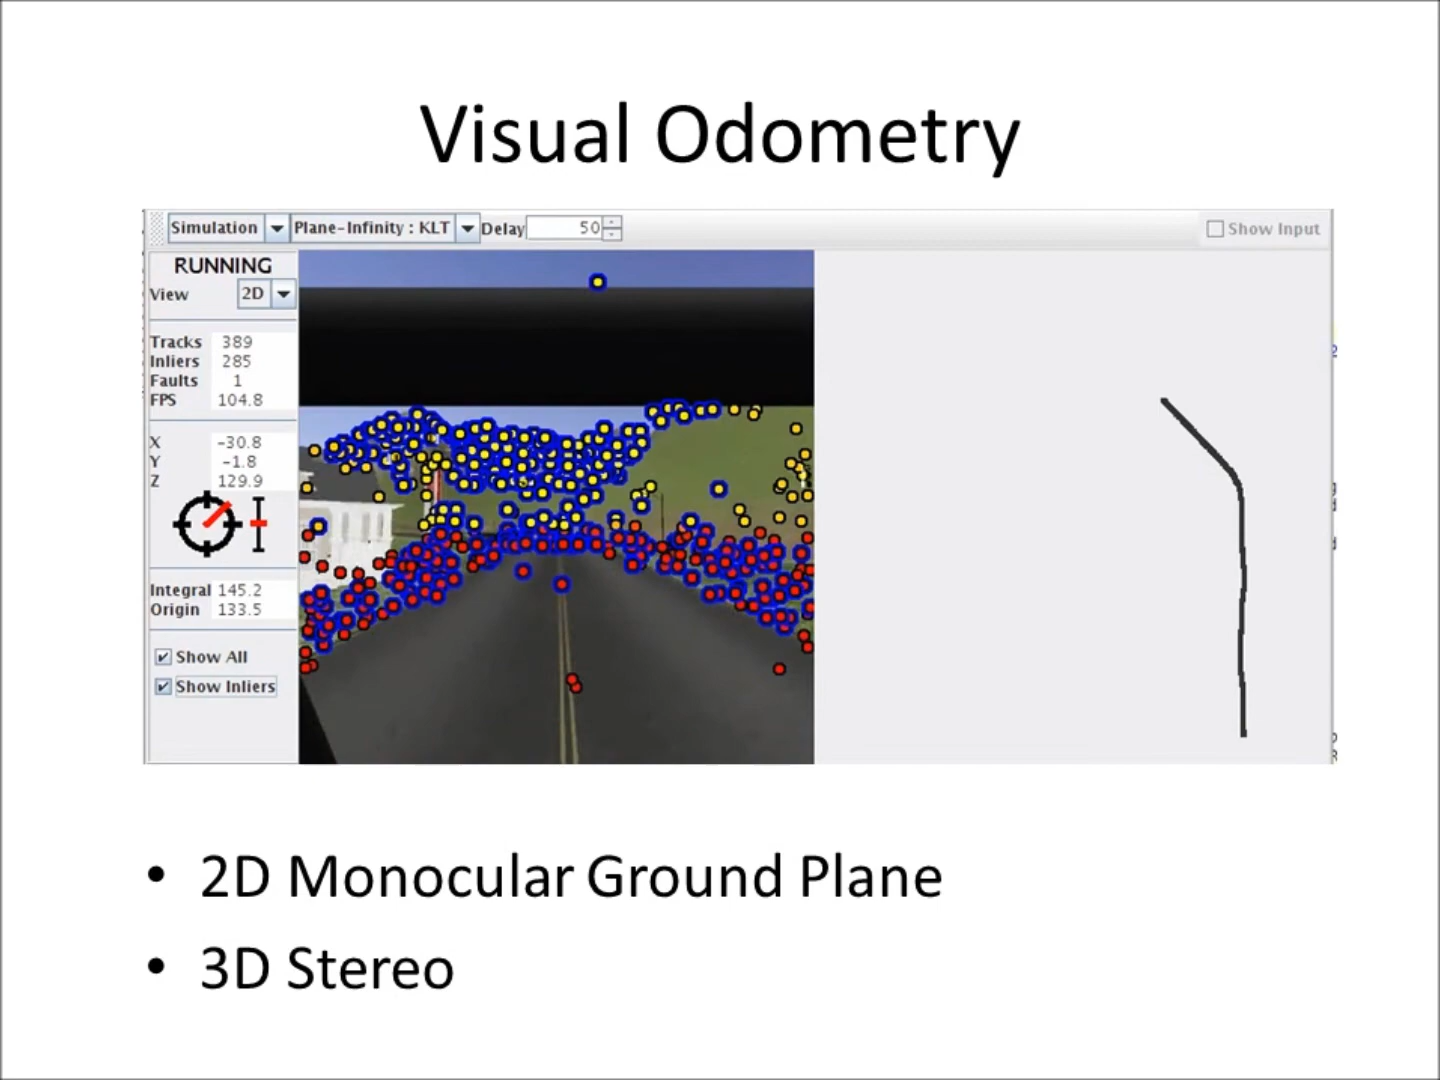 Visual Odometry
Simulation Plane-Infinity : KLT Delay 50 Show Input
RUNNING
View 2D
Tracks 389
Inliers 285
Faults 1
FPS 104.8
X -30.8
Y -1.8
Z 129.9
Integral 145.2
Origin 133.5
Show All
Show Inliers
• 2D Monocular Ground Plane
• 3D Stereo